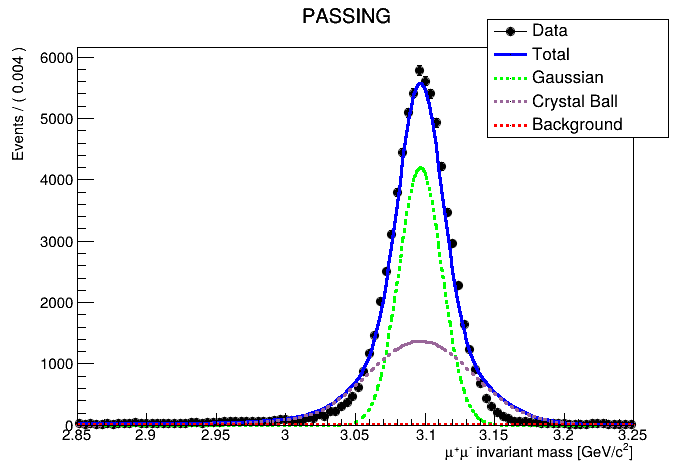 PASSING
Data
Total
Gaussian
Crystal Ball
Background
Events / ( 0.004 )
6000
5000
4000
3000
2000
1000
0
2.85 2.9 2.95 3 3.05 3.1 3.15 3.2 3.25
μ⁺μ⁻ invariant mass [GeV/c²]